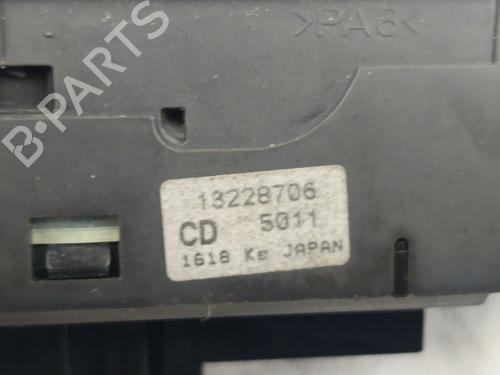 B-PARTS
>PA6<
13228706
CD 5011
1618 Ke JAPAN